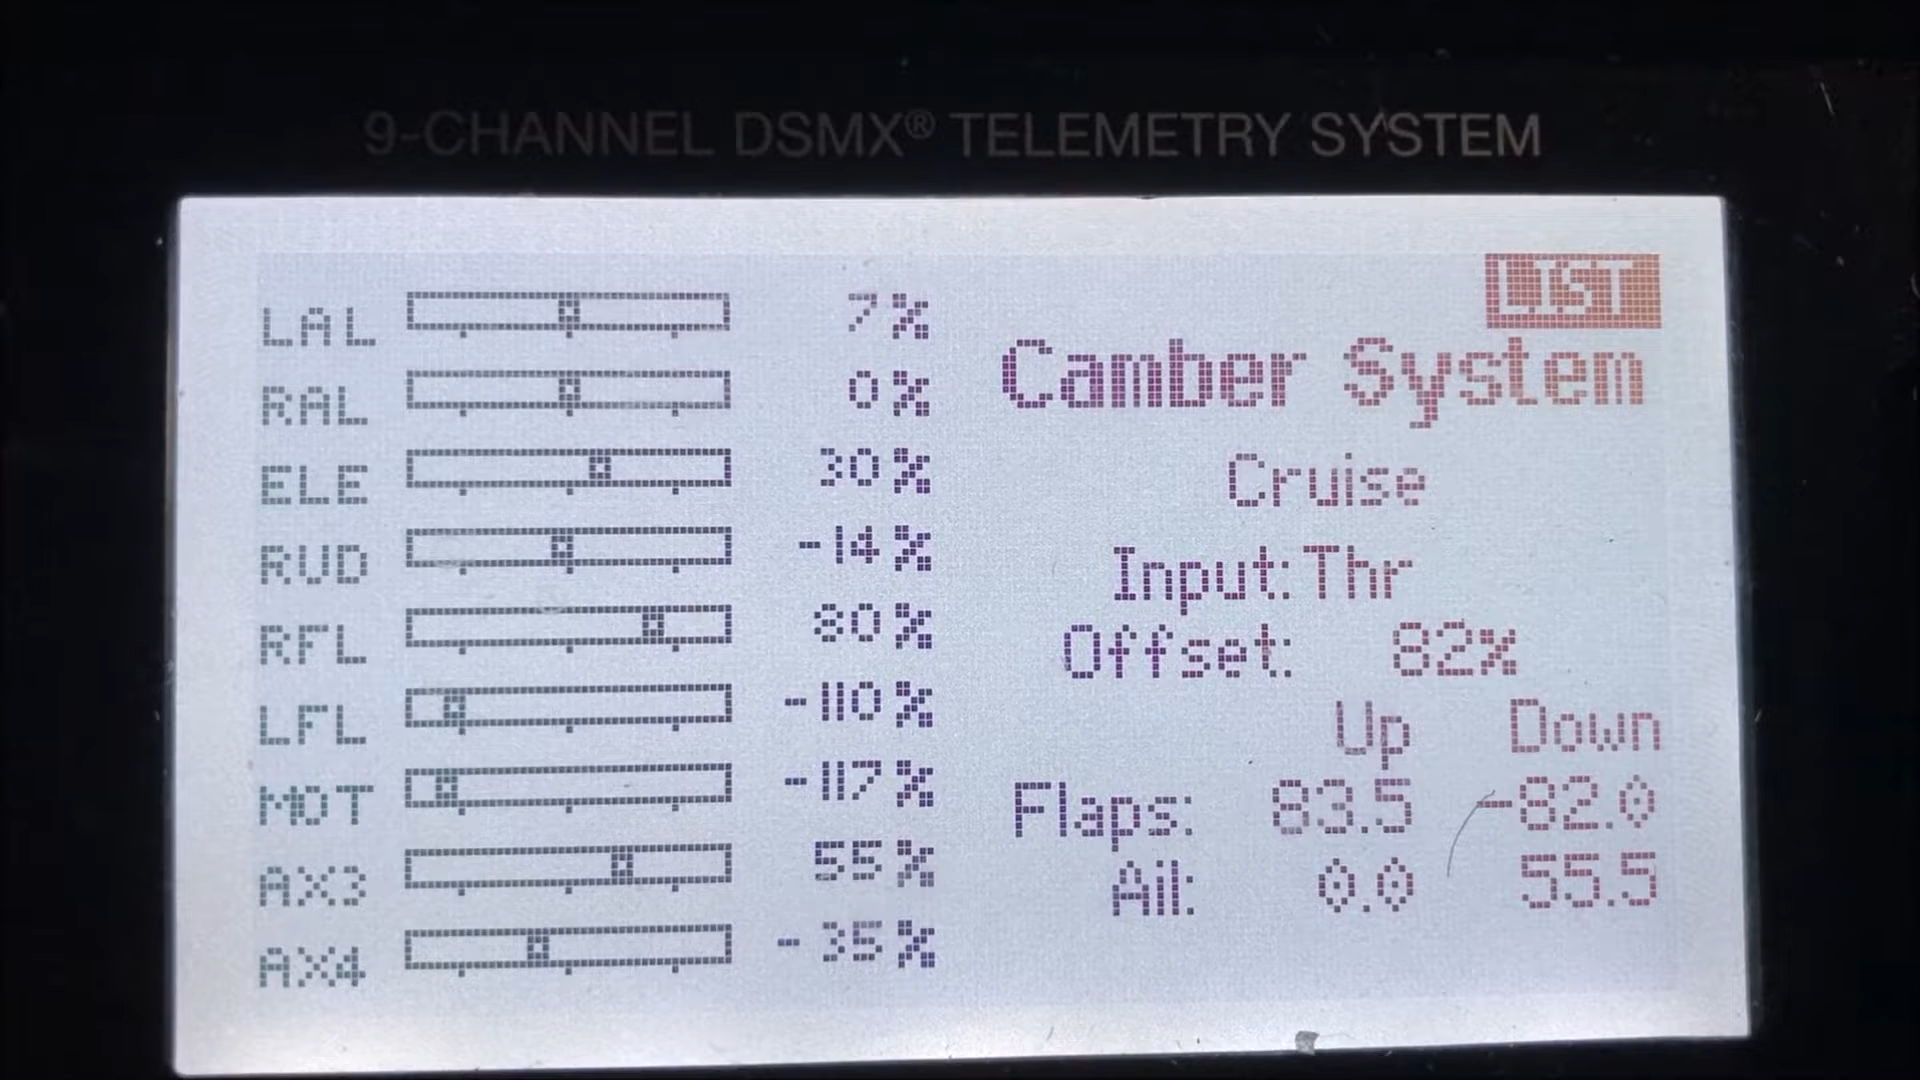 9-CHANNEL DSMX® TELEMETRY SYSTEM
LIST
LAL 7%
RAL 0%
ELE 30%
RUD -14%
RFL 80%
LFL -110%
MOT -117%
AX3 55%
AX4 -35%
Camber System
Cruise
Input: Thr
Offset: 82%
Up Down
Flaps: 83.5 -82.0
Ail: 0.0 55.5